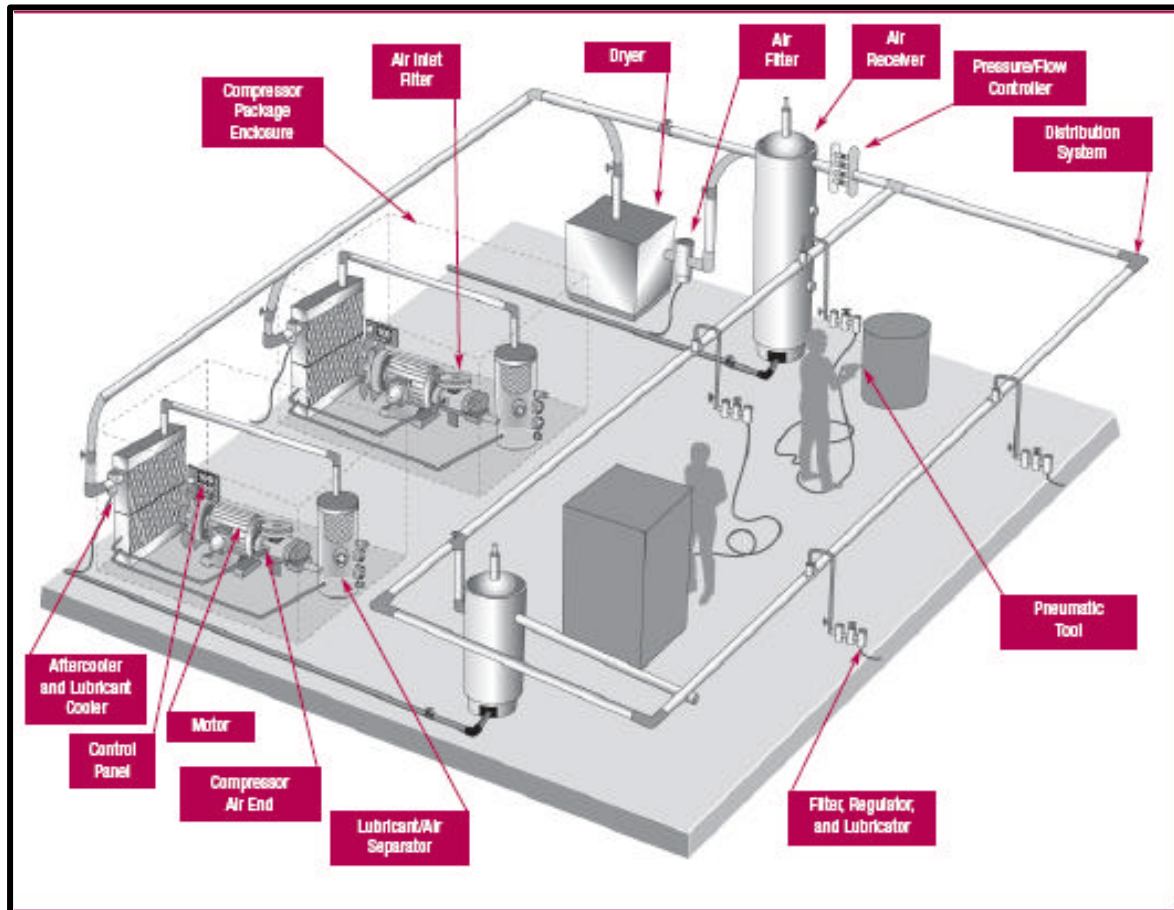 Air Inlet
Filter
Dryer
Air
Filter
Air
Receiver
Pressure/Flow
Controller
Compressor
Package
Enclosure
Distribution
System
Pneumatic
Tool
Aftercooler
and Lubricant
Cooler
Motor
Control
Panel
Compressor
Air End
Lubricant/Air
Separator
Filter, Regulator,
and Lubricator